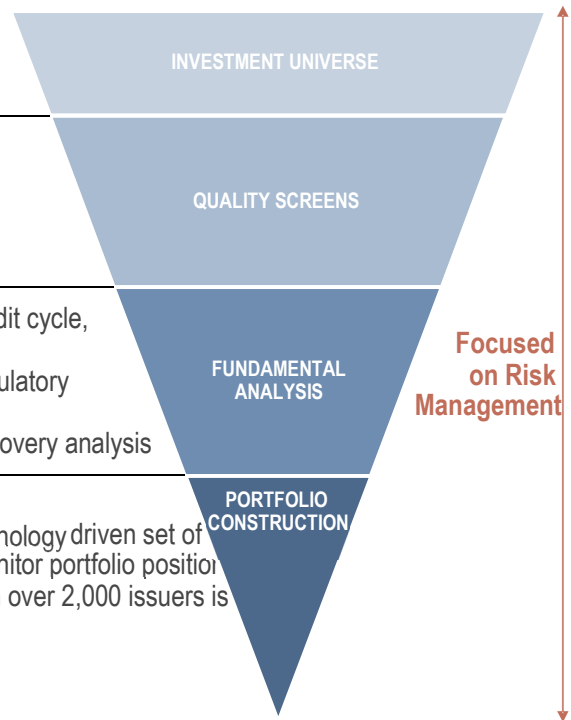 INVESTMENT UNIVERSE
QUALITY SCREENS
dit cycle,
ulatory
overy analysis
FUNDAMENTAL
ANALYSIS
Focused
on Risk
Management
PORTFOLIO
CONSTRUCTION
nology driven set of
nitor portfolio position
over 2,000 issuers is